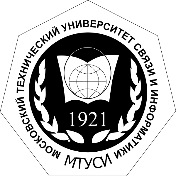 МОСКОВСКИЙ ТЕХНИЧЕСКИЙ УНИВЕРСИТЕТ СВЯЗИ И ИНФОРМАТИКИ
1921
МТУСИ